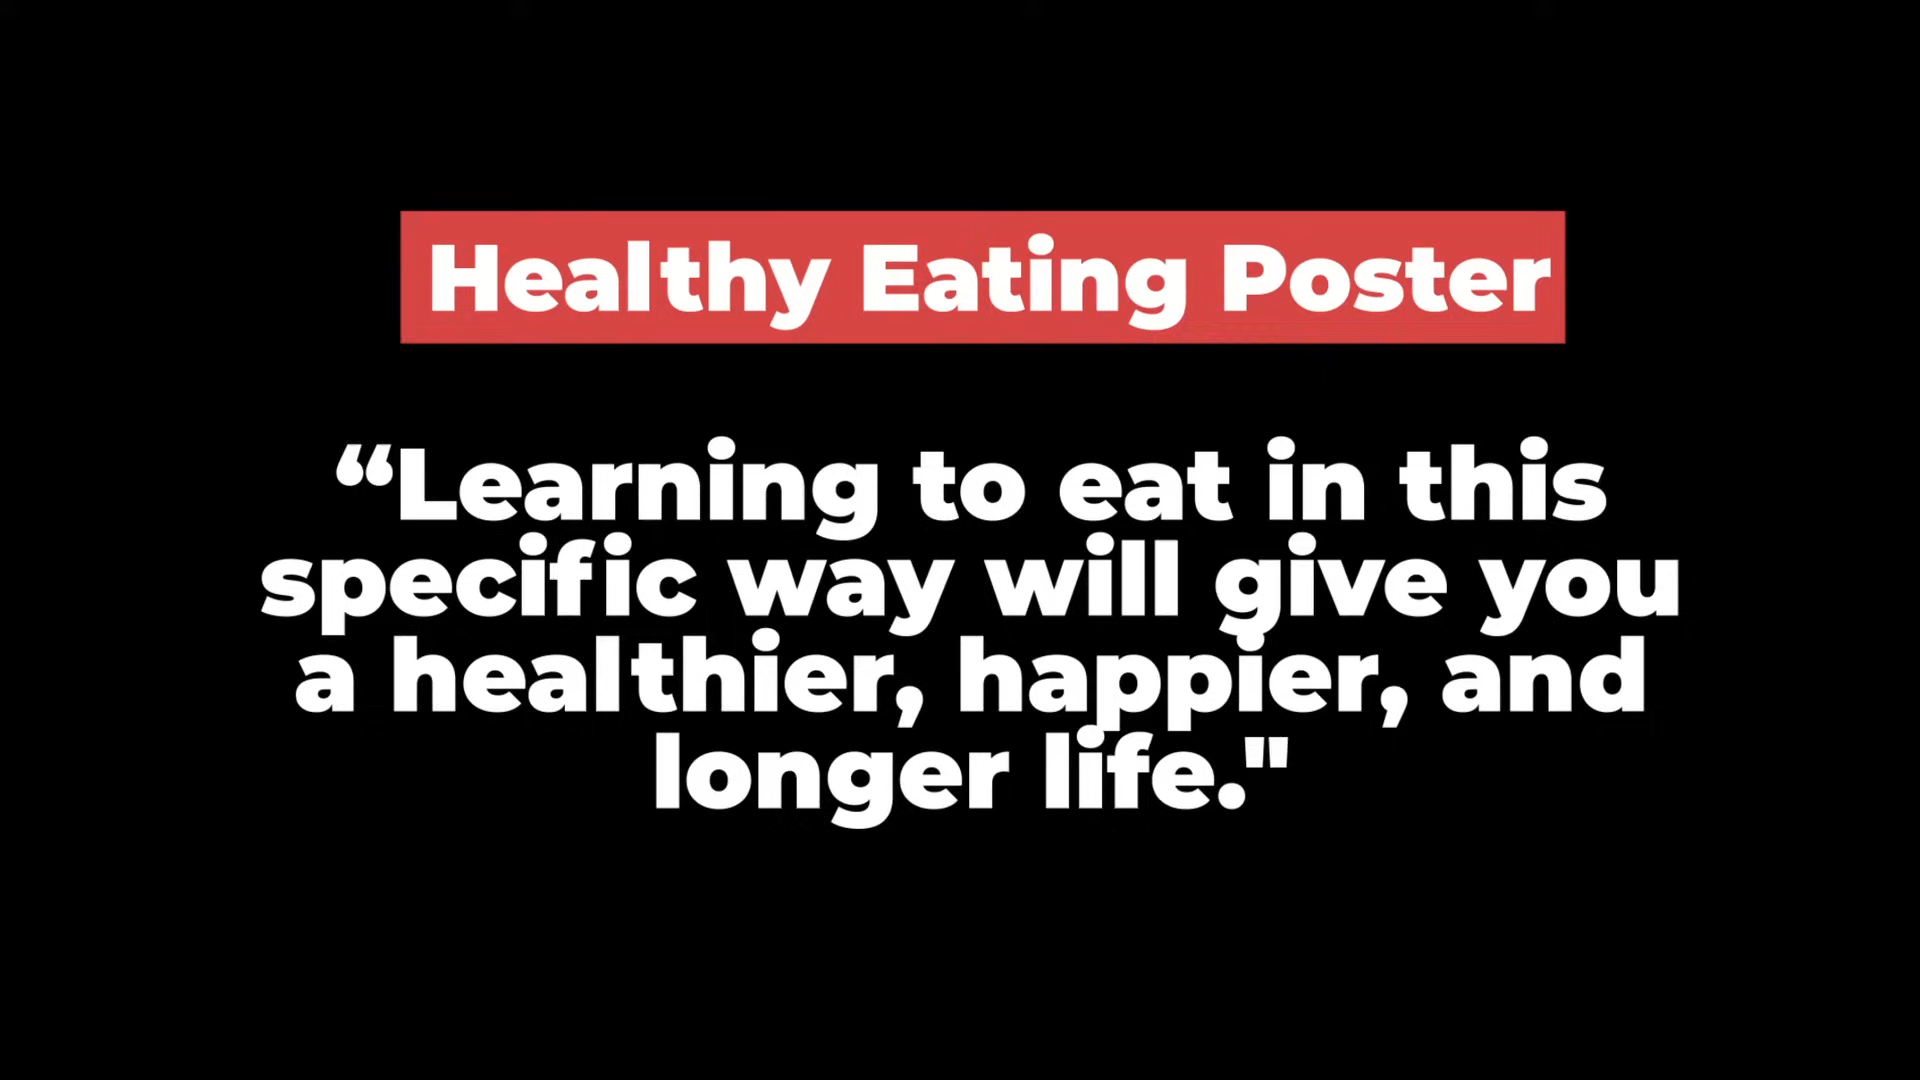 Healthy Eating Poster
“Learning to eat in this
specific way will give you
a healthier, happier, and
longer life."